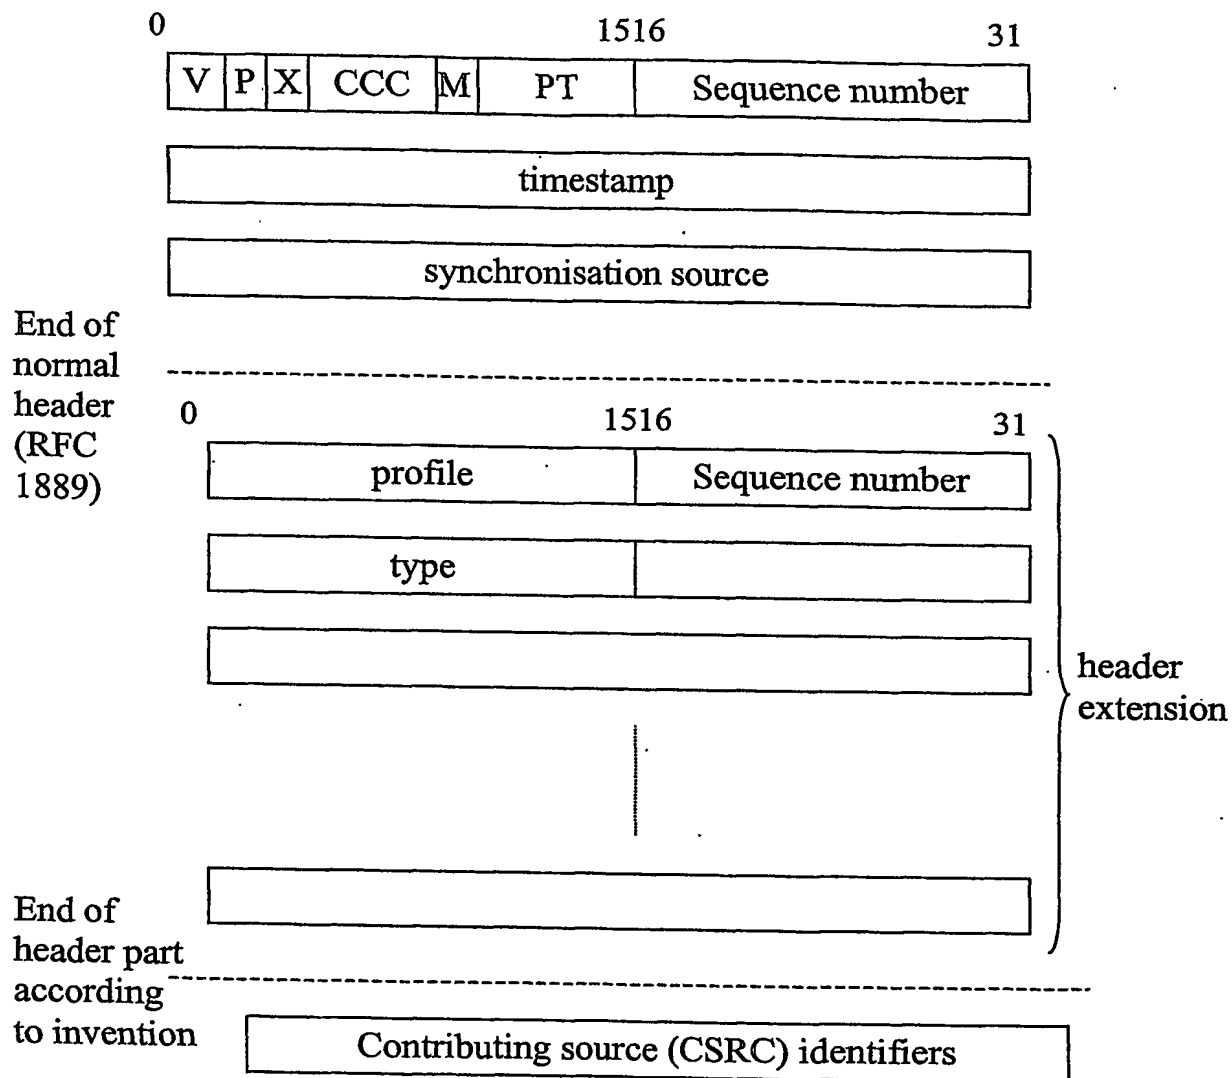 0 1516 31
V P X CCC M PT Sequence number
timestamp
synchronisation source
End of
normal
header
(RFC
1889)
0 1516 31
profile Sequence number
type
header
extension
End of
header part
according
to invention
Contributing source (CSRC) identifiers